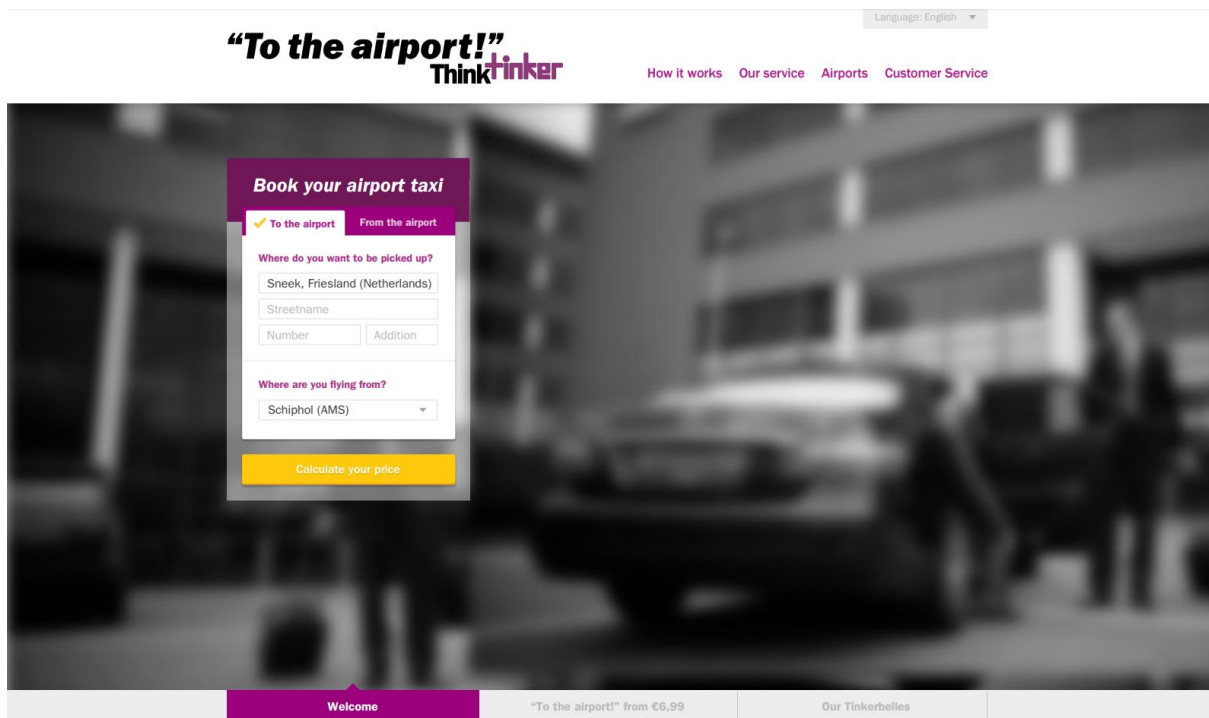 Language: English
“To the airport!”
Thinktinker
How it works Our service Airports Customer Service
Book your airport taxi
To the airport From the airport
Where do you want to be picked up?
Sneek, Friesland (Netherlands)
Streetname
Number Addition
Where are you flying from?
Schiphol (AMS)
Calculate your price
Welcome “To the airport!” from €6,99 Our Tinkerbelles